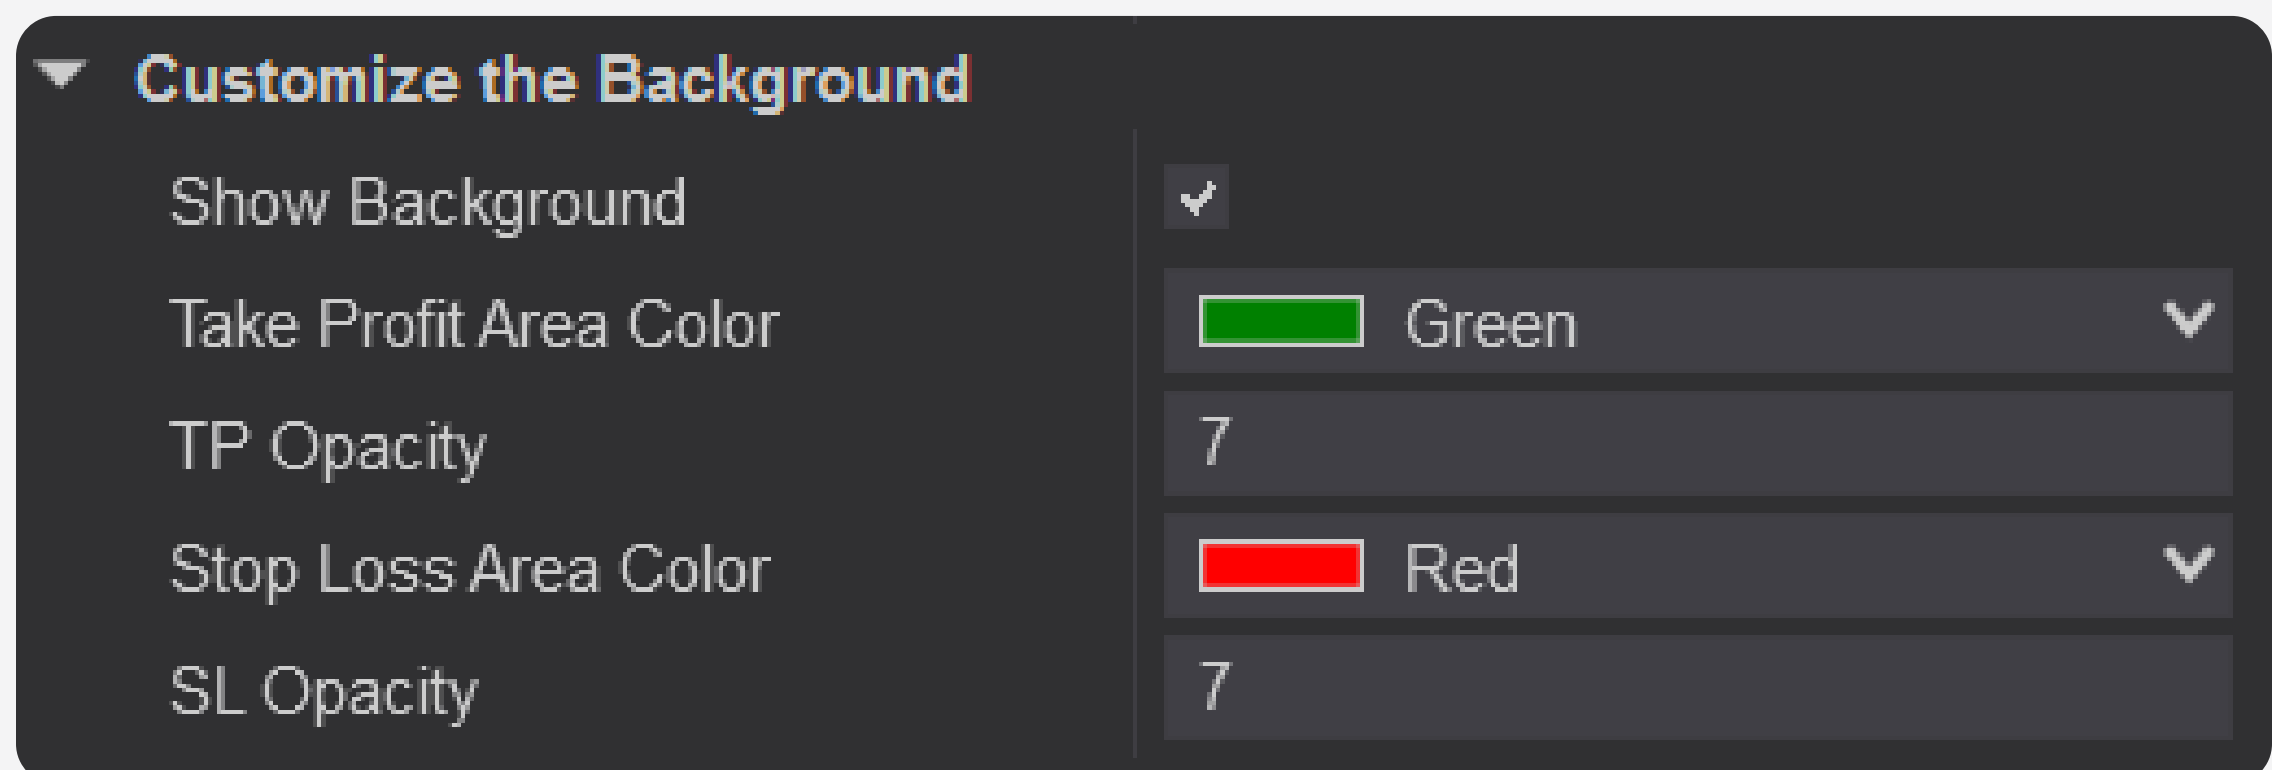 Customize the Background
Show Background
Take Profit Area Color Green
TP Opacity 7
Stop Loss Area Color Red
SL Opacity 7